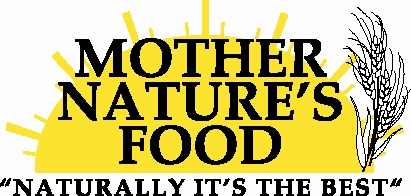 MOTHER
NATURE'S
FOOD
“NATURALLY IT'S THE BEST“